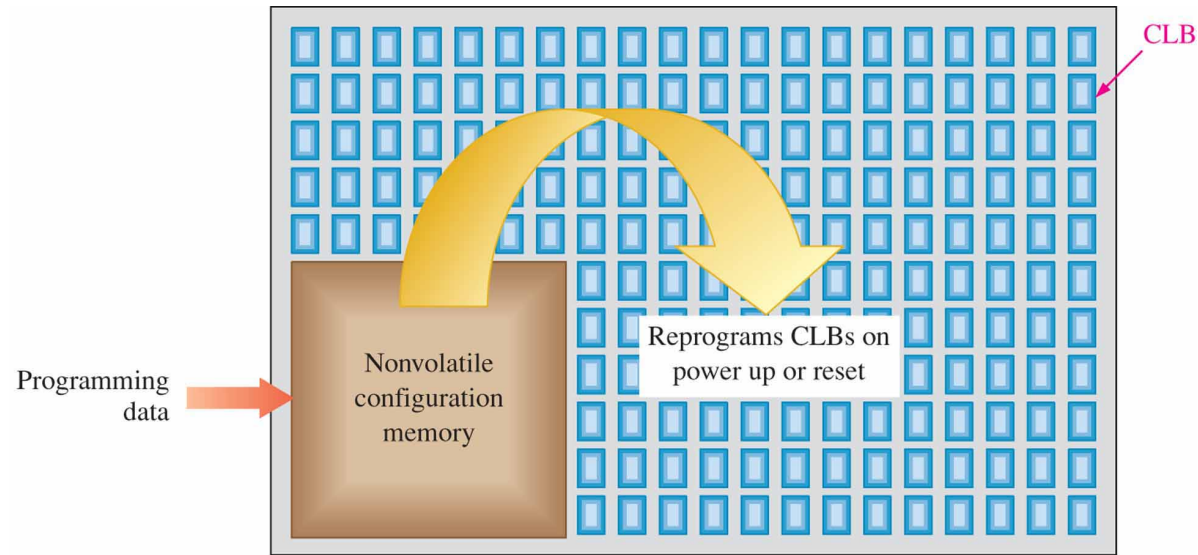 CLB
Programming
data
Nonvolatile
configuration
memory
Reprograms CLBs on
power up or reset